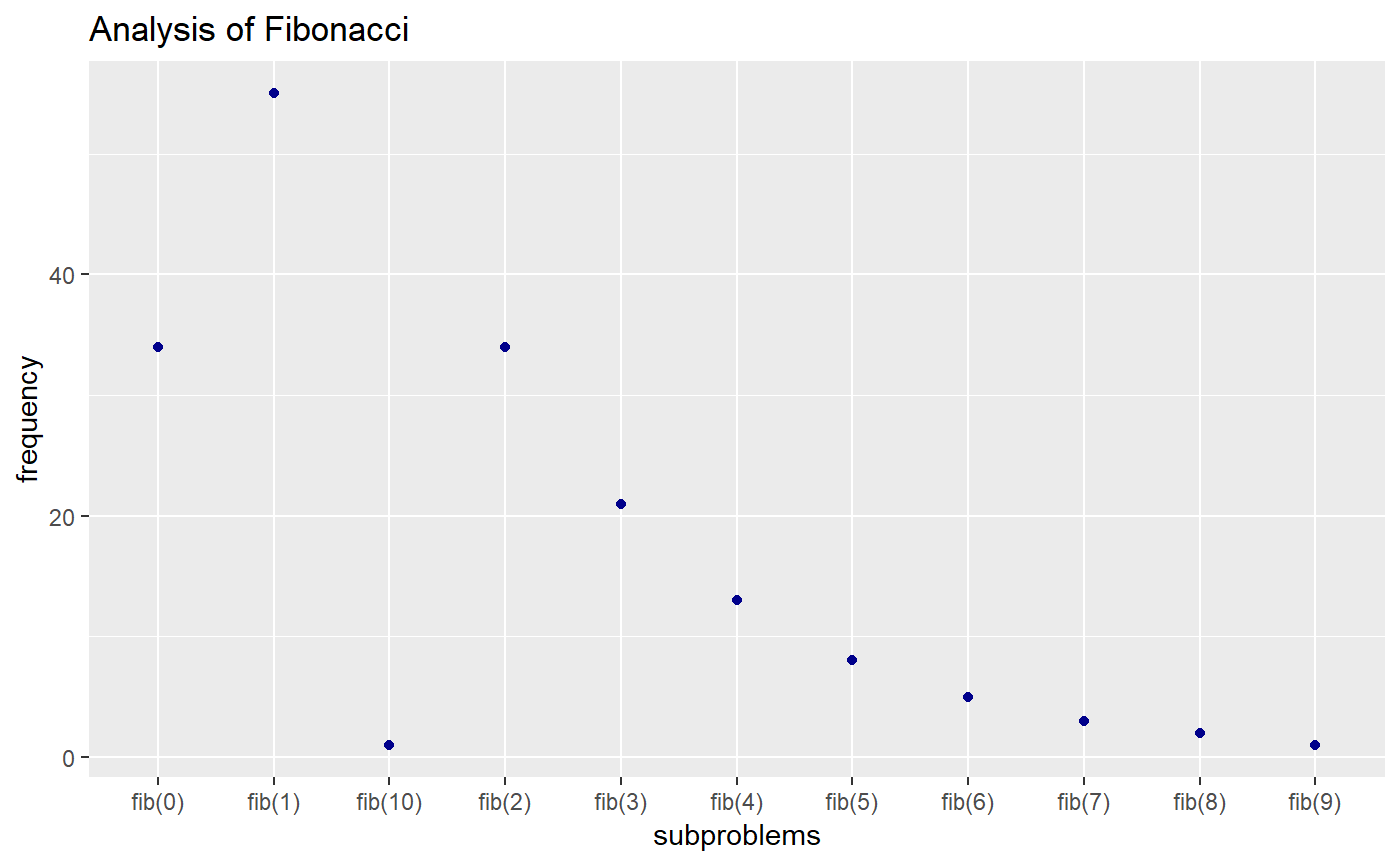 Analysis of Fibonacci
frequency
40
20
0
fib(0) fib(1) fib(10) fib(2) fib(3) fib(4) fib(5) fib(6) fib(7) fib(8) fib(9)
subproblems